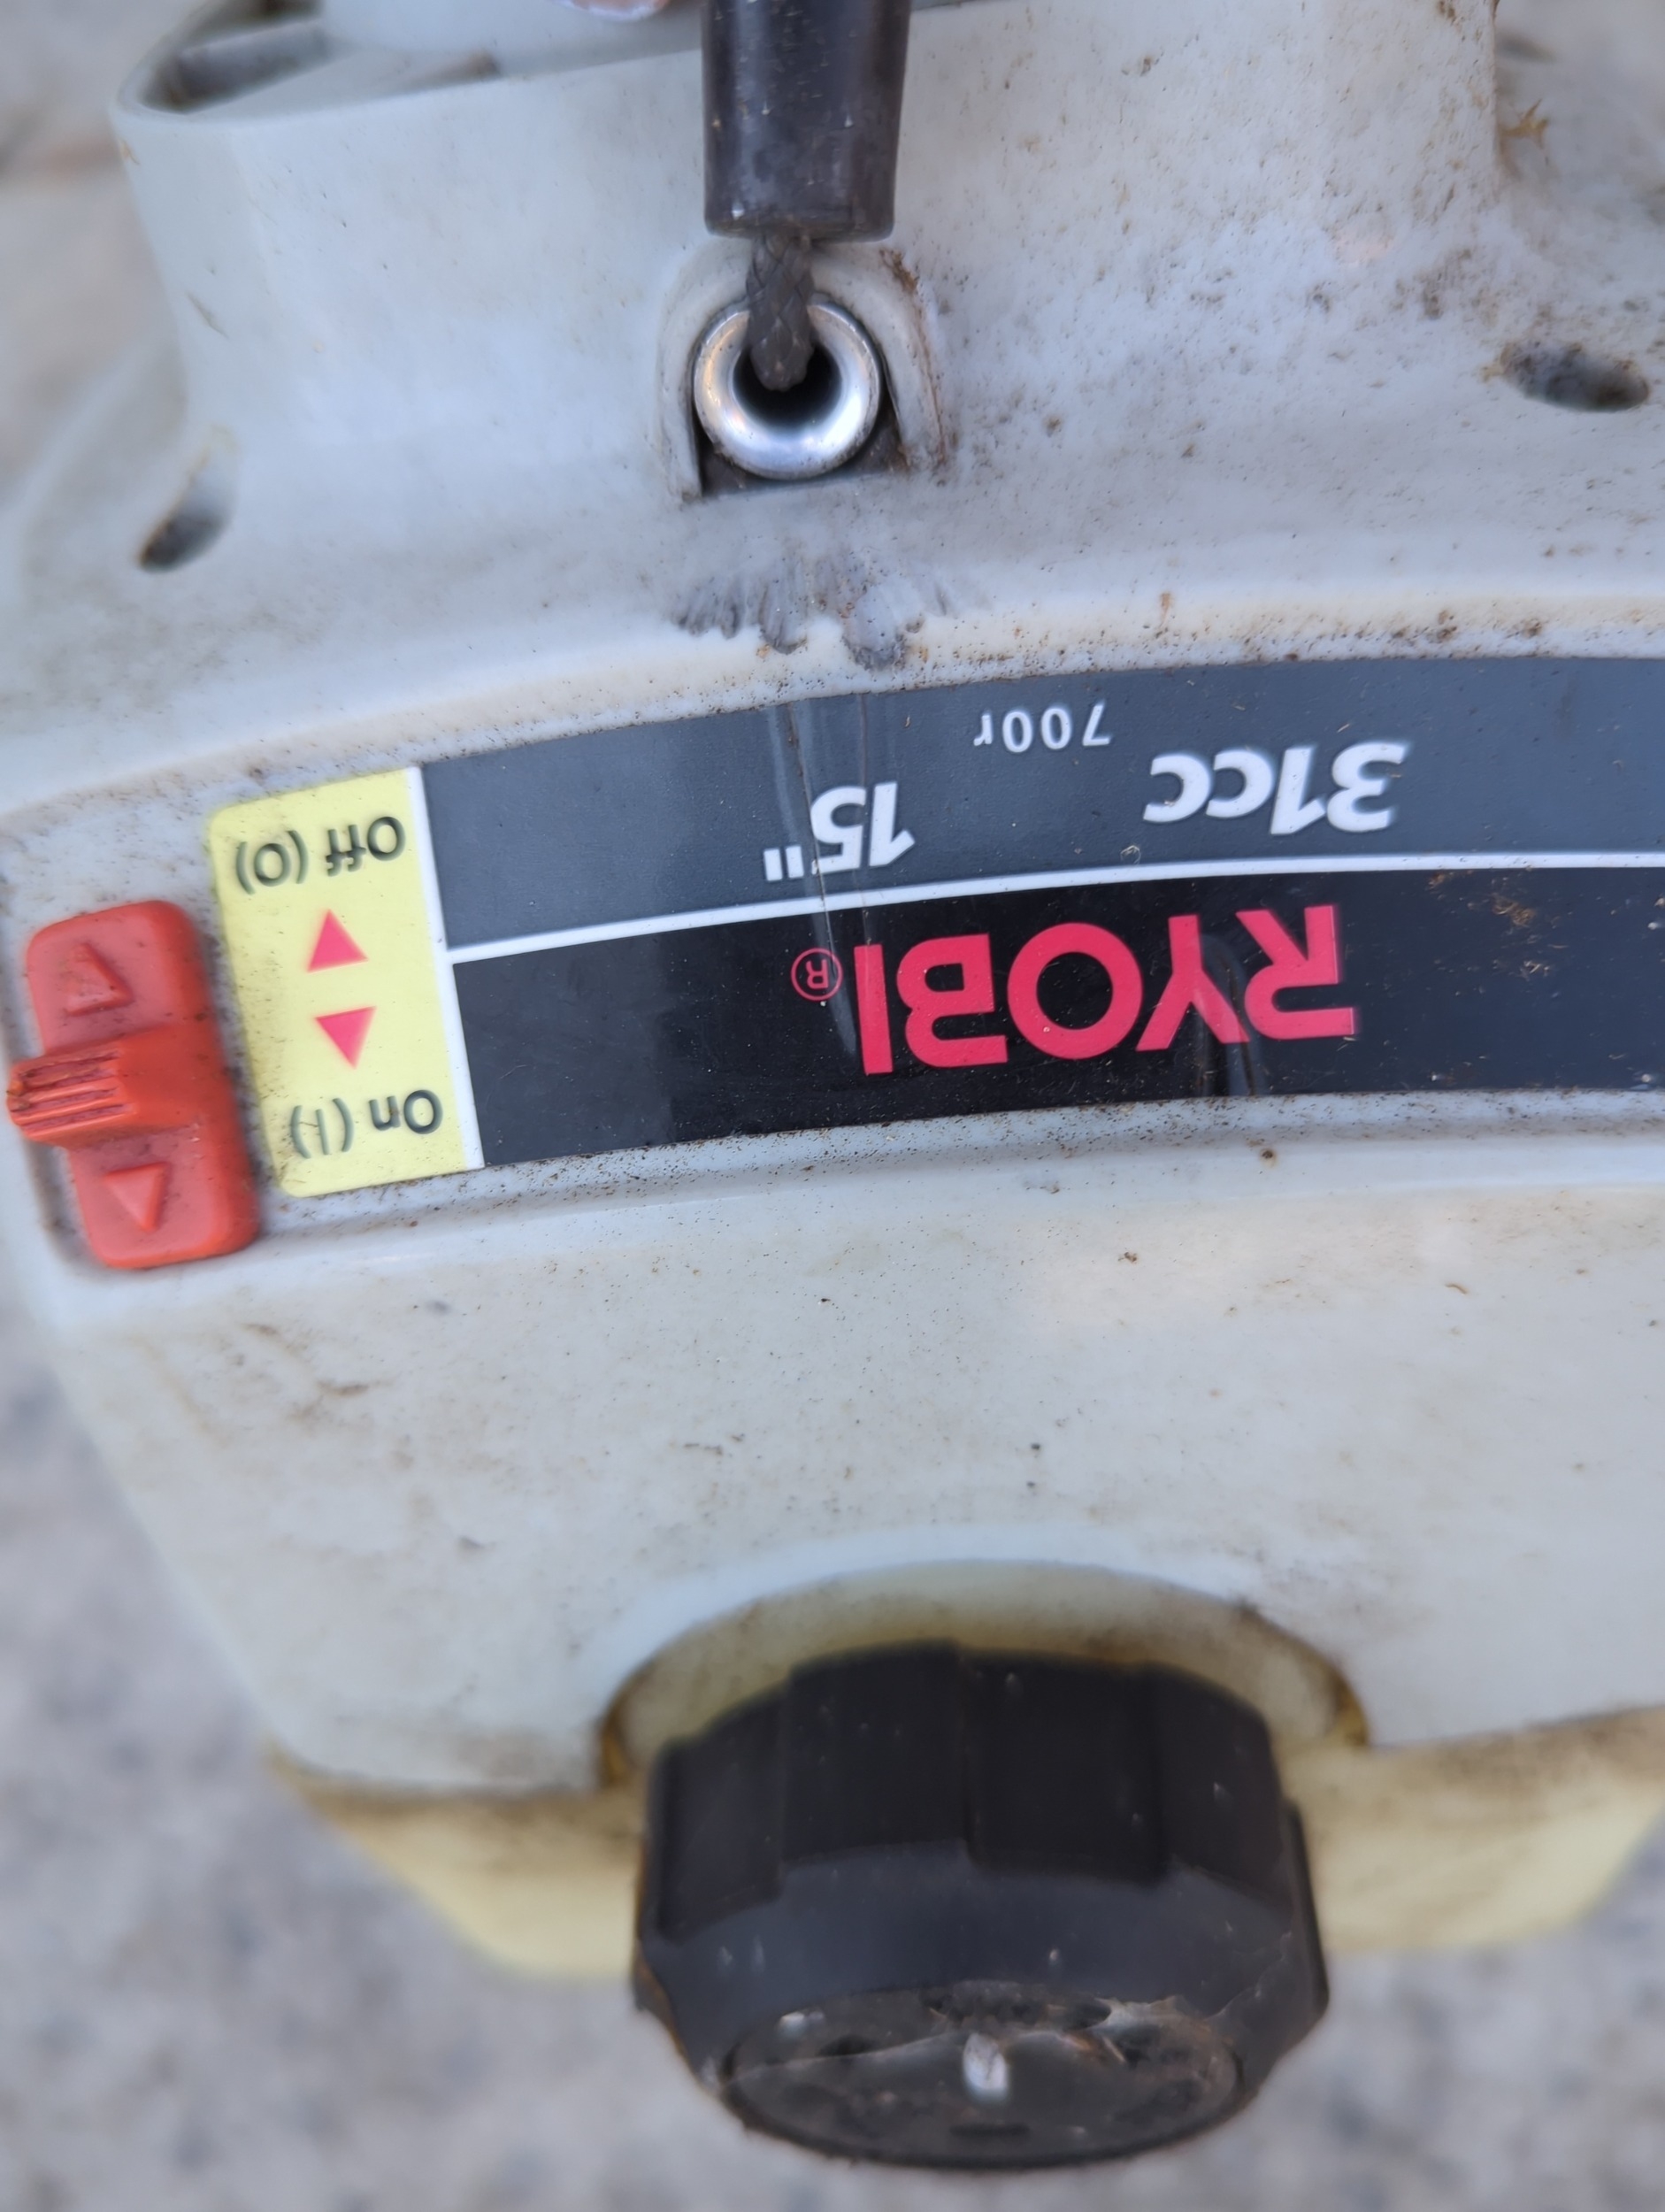 RYOBI®
31cc
700r
15"
On (I)
Off (O)